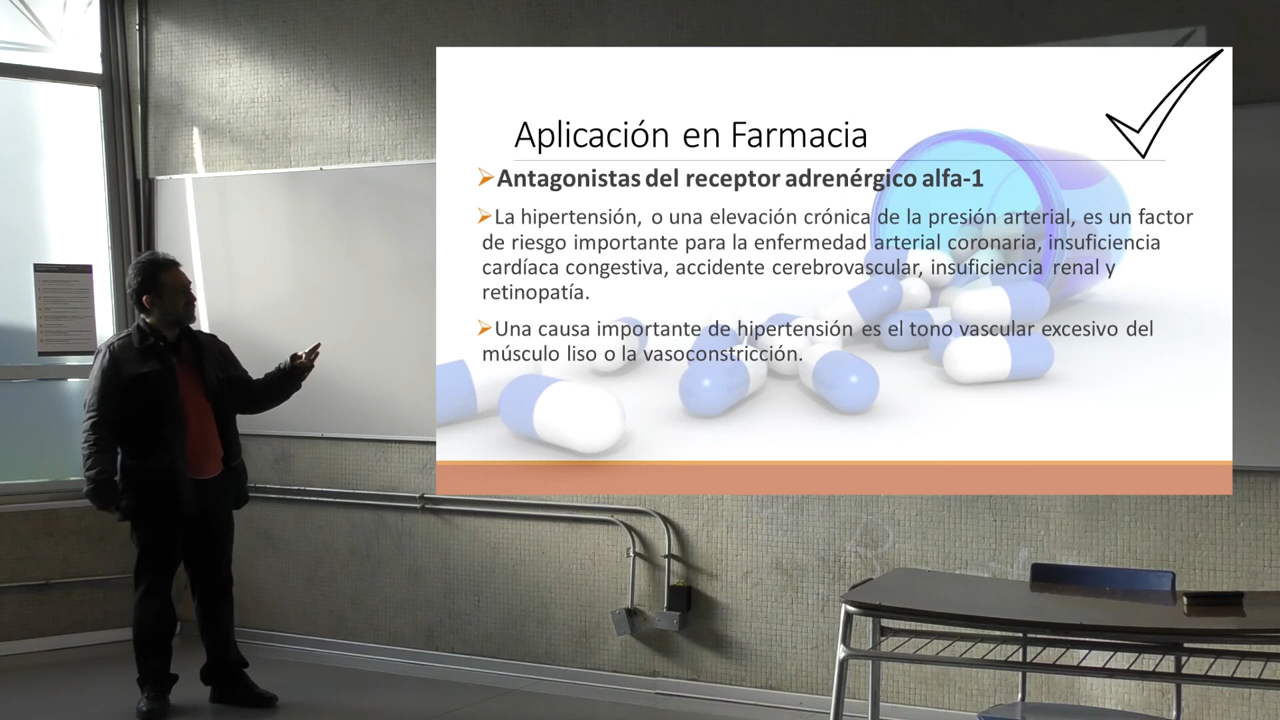 Aplicación en Farmacia
➢Antagonistas del receptor adrenérgico alfa-1
➢La hipertensión, o una elevación crónica de la presión arterial, es un factor
de riesgo importante para la enfermedad arterial coronaria, insuficiencia
cardíaca congestiva, accidente cerebrovascular, insuficiencia renal y
retinopatía.
➢Una causa importante de hipertensión es el tono vascular excesivo del
músculo liso o la vasoconstricción.